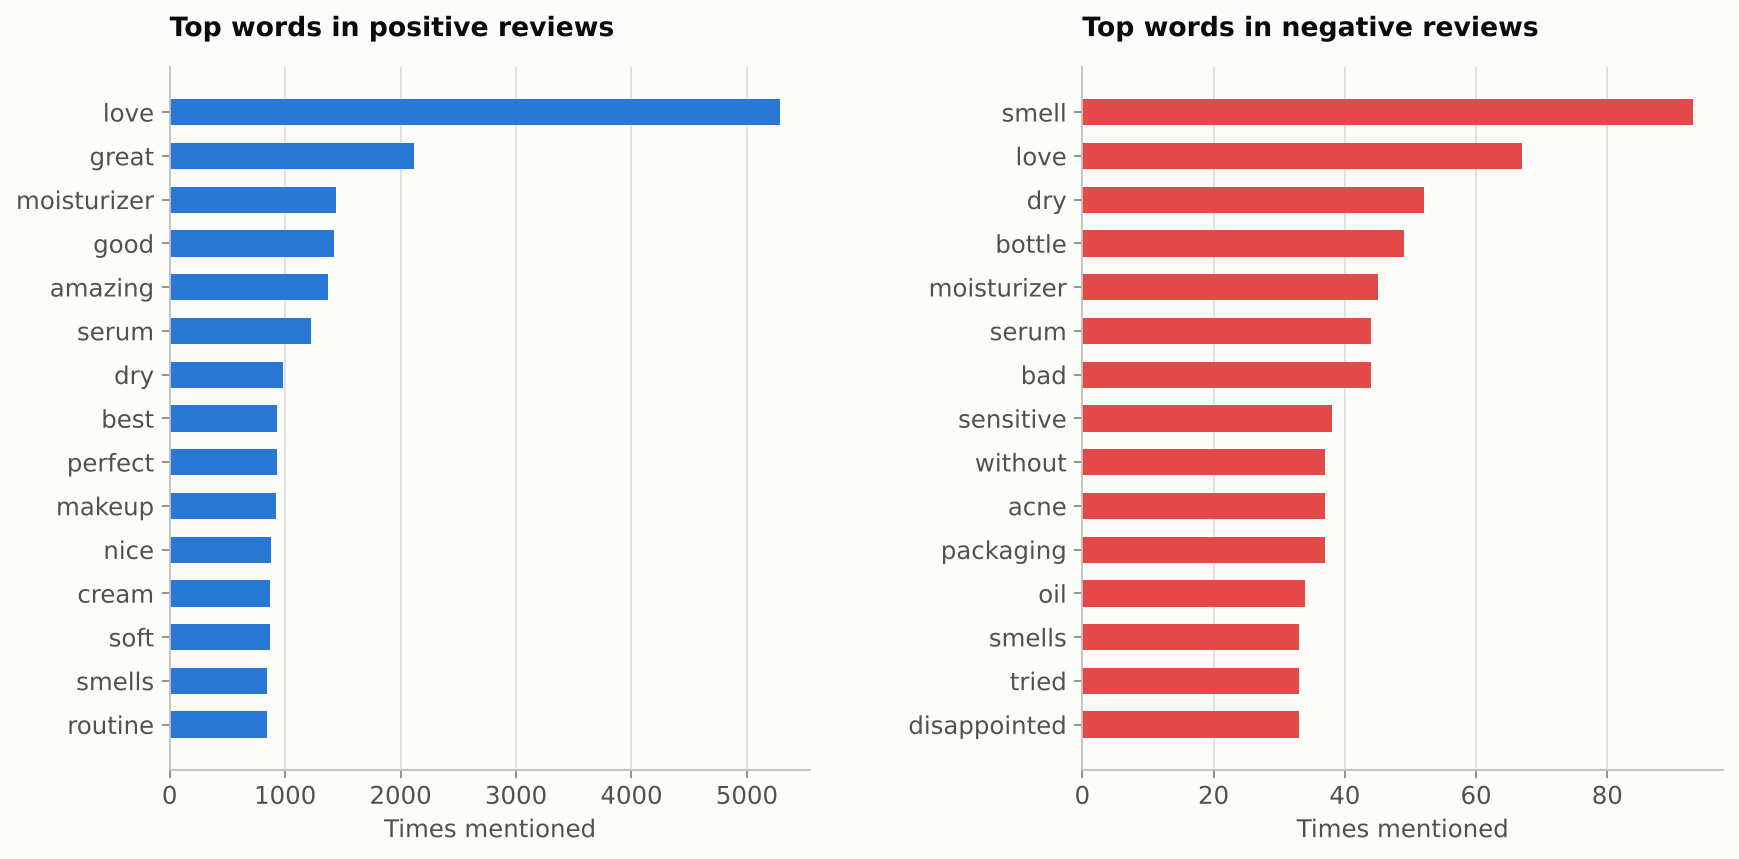 Top words in positive reviews
love
great
moisturizer
good
amazing
serum
dry
best
perfect
makeup
nice
cream
soft
smells
routine
0 1000 2000 3000 4000 5000
Times mentioned
Top words in negative reviews
smell
love
dry
bottle
moisturizer
serum
bad
sensitive
without
acne
packaging
oil
smells
tried
disappointed
0 20 40 60 80
Times mentioned